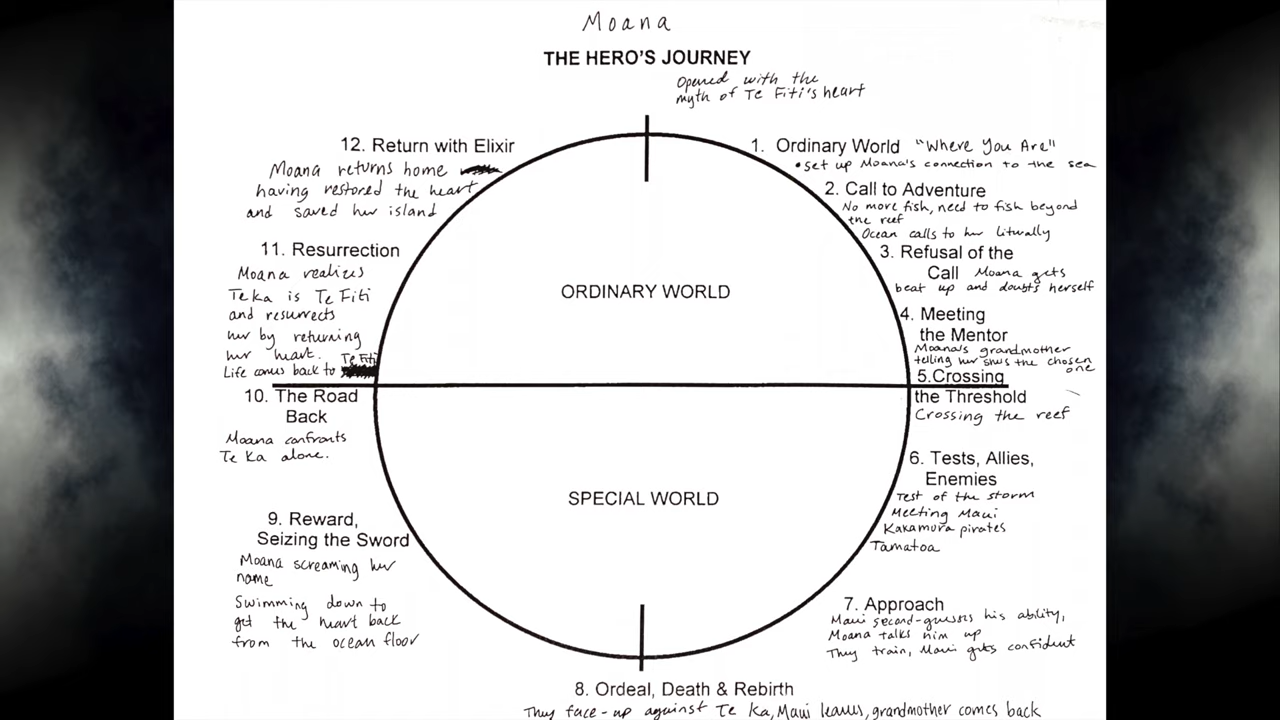 Moana
THE HERO'S JOURNEY
Opened with the
myth of Te Fiti's heart
1. Ordinary World "Where You Are"
•set up Moana's connection to the sea
2. Call to Adventure
No more fish, need to fish beyond
the reef
Ocean calls to her literally
3. Refusal of the
Call Moana gets
beat up and doubts herself
4. Meeting
the Mentor
Moana's grandmother
telling her she's the chosen
one
5.Crossing
the Threshold
Crossing the reef
6. Tests, Allies,
Enemies
Test of the storm
Meeting Maui
Kakamura pirates
Tamatoa
7. Approach
Maui second-guesses his ability,
Moana talks him up
They train, Maui gets confident
8. Ordeal, Death & Rebirth
They face-up against Te Ka, Maui leaves, grandmother comes back
9. Reward,
Seizing the Sword
Moana screaming her
name
Swimming down to
get the heart back
from the ocean floor
10. The Road
Back
Moana confronts
Te Ka alone.
11. Resurrection
Moana realizes
Te Ka is Te Fiti
and resurrects
her by returning
her heart.
Life comes back to Te Fiti
12. Return with Elixir
Moana returns home
having restored the heart
and saved her island
ORDINARY WORLD
SPECIAL WORLD